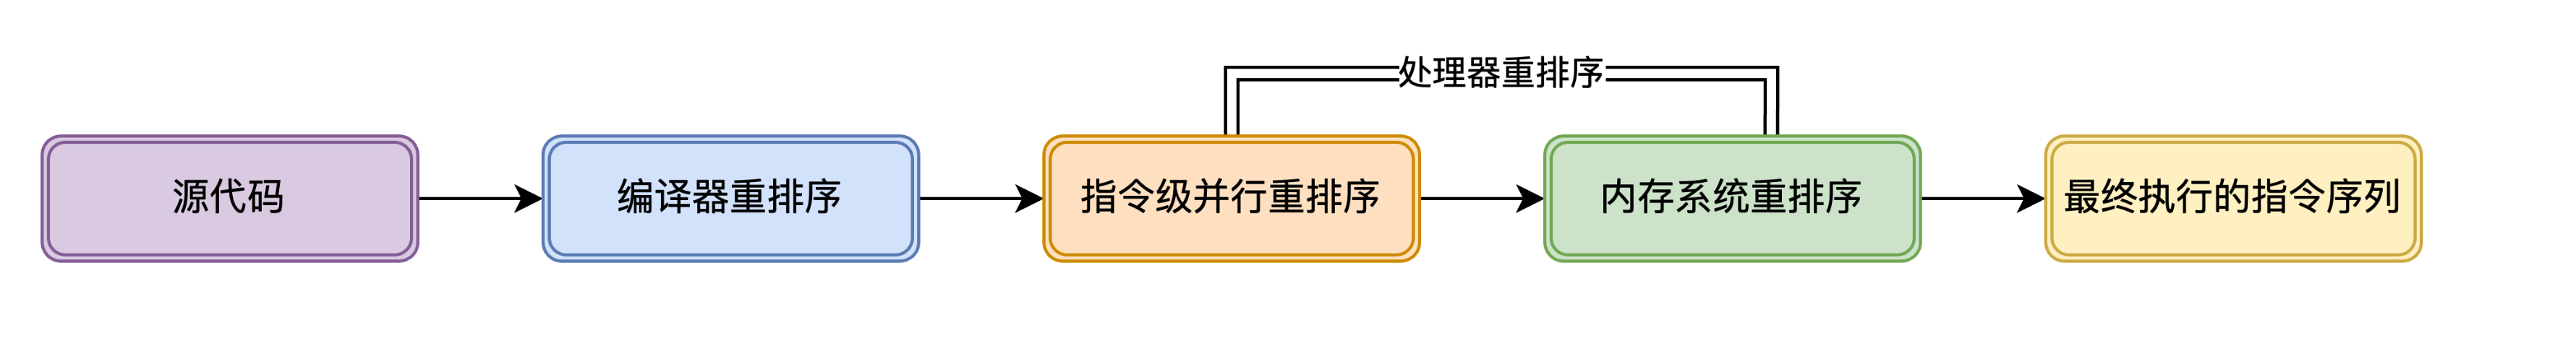 处理器重排序
源代码
编译器重排序
指令级并行重排序
内存系统重排序
最终执行的指令序列